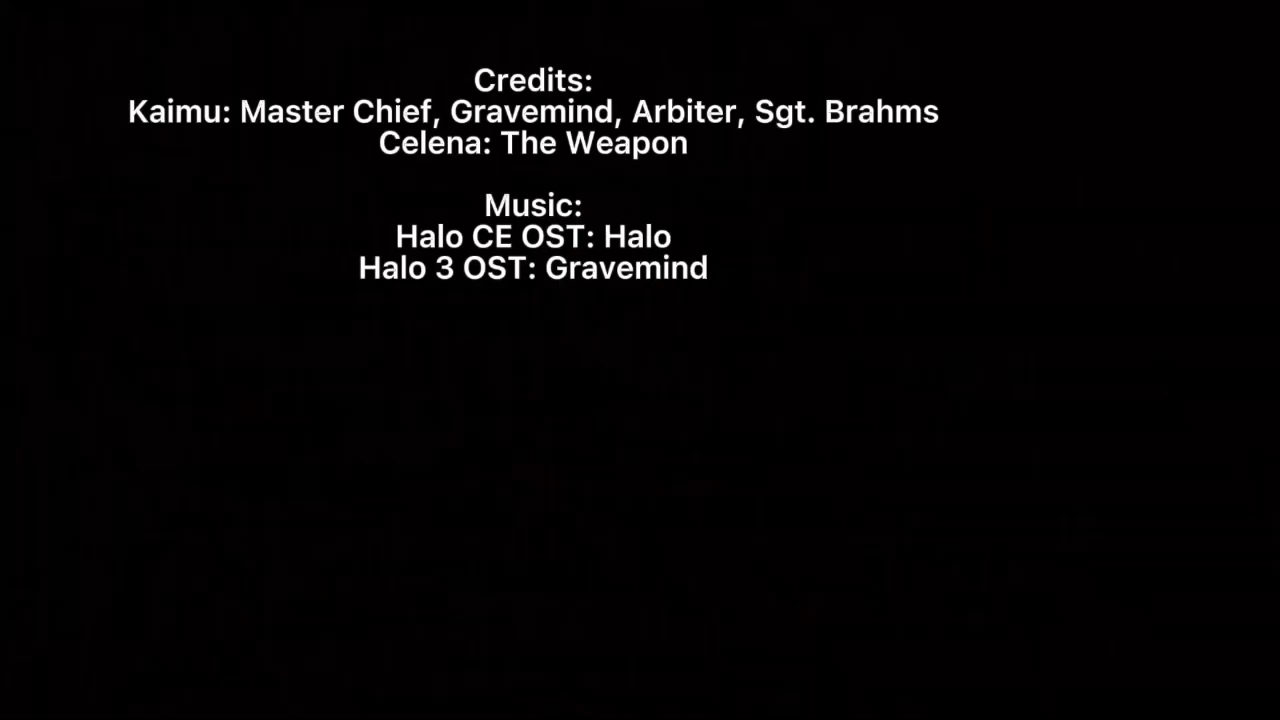 Credits:
Kaimu: Master Chief, Gravemind, Arbiter, Sgt. Brahms
Celena: The Weapon
Music:
Halo CE OST: Halo
Halo 3 OST: Gravemind